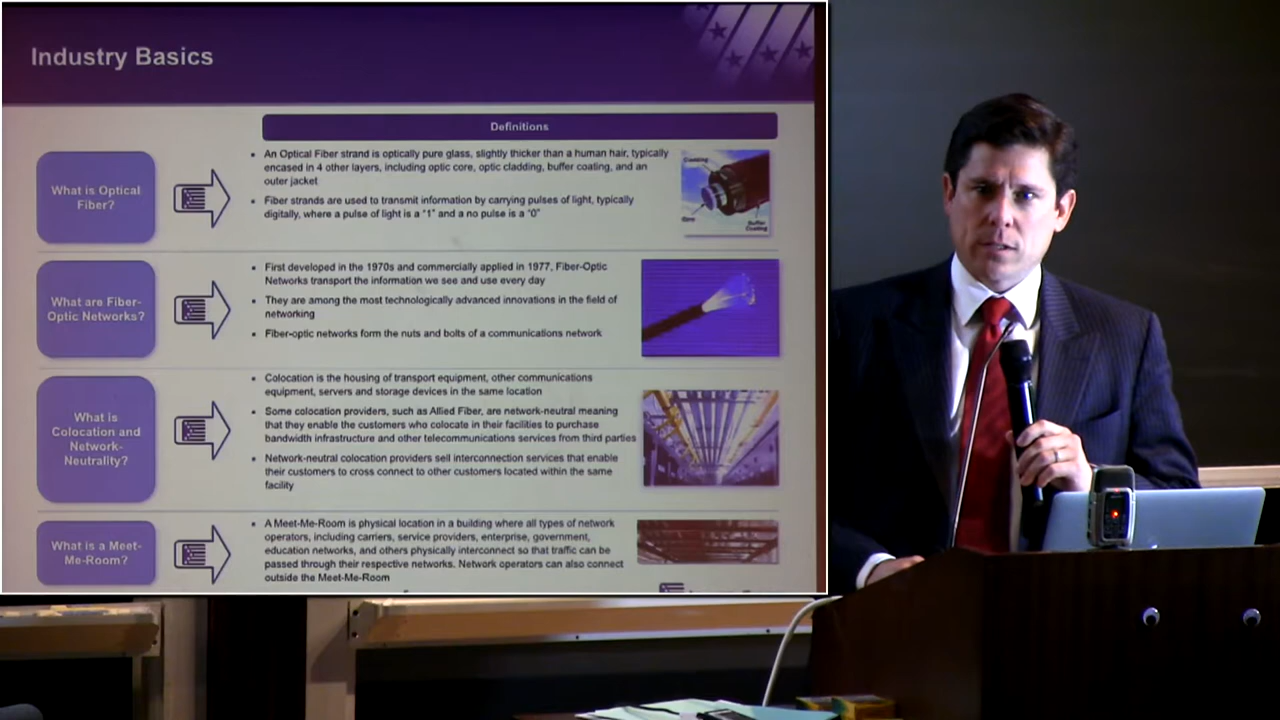 Industry Basics
Definitions
What is Optical
Fiber?
• An Optical Fiber strand is optically pure glass, slightly thicker than a human hair, typically
encased in 4 other layers, including optic core, optic cladding, buffer coating, and an
outer jacket
• Fiber strands are used to transmit information by carrying pulses of light, typically
digitally, where a pulse of light is a “1” and a no pulse is a “0”
Buffer
Coating
What are Fiber-
Optic Networks?
• First developed in the 1970s and commercially applied in 1977, Fiber-Optic
Networks transport the information we see and use every day
• They are among the most technologically advanced innovations in the field of
networking
• Fiber-optic networks form the nuts and bolts of a communications network
What is
Colocation and
Network-
Neutrality?
• Colocation is the housing of transport equipment, other communications
equipment, servers and storage devices in the same location
• Some colocation providers, such as Allied Fiber, are network-neutral meaning
that they enable the customers who colocate in their facilities to purchase
bandwidth infrastructure and other telecommunications services from third parties
• Network-neutral colocation providers sell interconnection services that enable
their customers to cross connect to other customers located within the same
facility
What is a Meet-
Me-Room?
• A Meet-Me-Room is physical location in a building where all types of network
operators, including carriers, service providers, enterprise, government,
education networks, and others physically interconnect so that traffic can be
passed through their respective networks. Network operators can also connect
outside the Meet-Me-Room